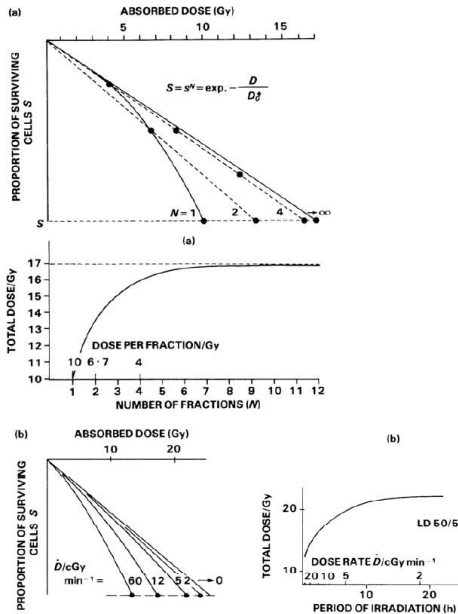 (a)
ABSORBED DOSE (Gy)
5 10 15
PROPORTION OF SURVIVING
CELLS S
S = s^N = exp. - D
D₀
N = 1 2 4 → ∞
S
(a)
TOTAL DOSE/Gy
17
16
15
14
13
12
11
10
DOSE PER FRACTION/Gy
10 6·7 4
1 2 3 4 5 6 7 8 9 10 11 12
NUMBER OF FRACTIONS (N)
(b)
ABSORBED DOSE (Gy)
10 20
PROPORTION OF SURVIVING
CELLS S
Ḋ/cGy
min⁻¹ = 60 12 5 2 → 0
(b)
TOTAL DOSE/Gy
20
10
LD 50/5
DOSE RATE Ḋ/cGy min⁻¹
20 10 5 2
10 20
PERIOD OF IRRADIATION (h)